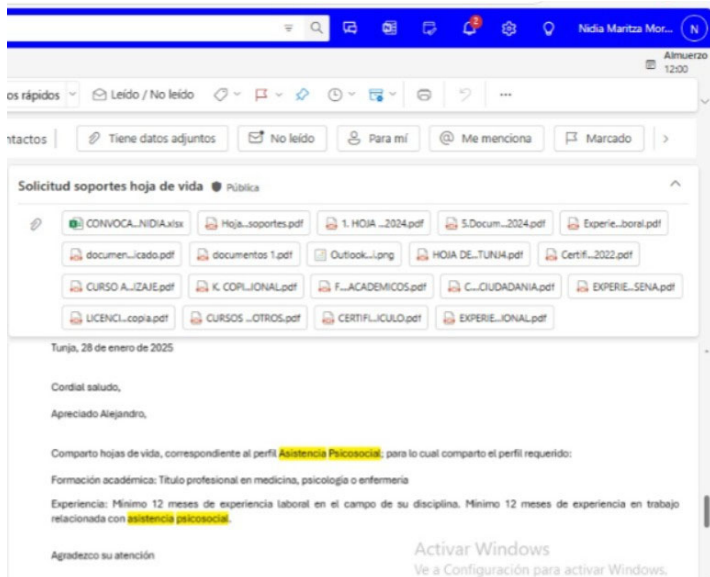 2
Nidia Maritza Mor... N
Almuerzo
12:00
os rápidos Leído / No leído ...
ntactos Tiene datos adjuntos No leído Para mí @ Me menciona Marcado >
Solicitud soportes hoja de vida Pública
CONVOCA...NIDIA.xlsx Hoja...soportes.pdf 1. HOJA ...2024.pdf 5.Docum...2024.pdf Experie...boral.pdf
documen...icado.pdf documentos 1.pdf Outlook-...i.png HOJA DE...TUNJ4.pdf Certif...2022.pdf
CURSO A...IZAJE.pdf K. COPI...IONAL.pdf F...ACADEMICOS.pdf C...CIUDADANIA.pdf EXPERIE...SENA.pdf
LICENCI...copia.pdf CURSOS ...OTROS.pdf CERTIFI...ICULO.pdf EXPERIE...IONAL.pdf
Tunja, 28 de enero de 2025
Cordial saludo,
Apreciado Alejandro,
Comparto hojas de vida, correspondiente al perfil Asistencia Psicosocial; para lo cual comparto el perfil requerido:
Formación académica: Titulo profesional en medicina, psicología o enfermería
Experiencia: Mínimo 12 meses de experiencia laboral en el campo de su disciplina. Mínimo 12 meses de experiencia en trabajo
relacionada con asistencia psicosocial.
Agradezco su atención
Activar Windows
Ve a Configuración para activar Windows.